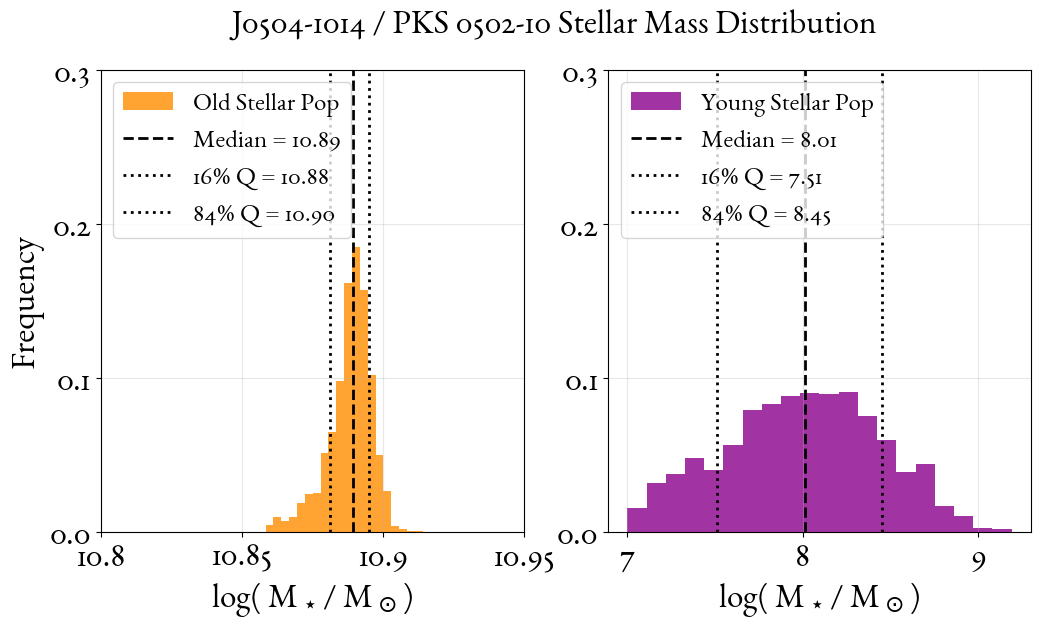 J0504-1014 / PKS 0502-10 Stellar Mass Distribution
Frequency
0.3
0.2
0.1
0.0
Old Stellar Pop
Median = 10.89
16% Q = 10.88
84% Q = 10.90
10.8 10.85 10.9 10.95
log( M ⋆ / M ⊙ )
0.3
0.2
0.1
0.0
Young Stellar Pop
Median = 8.01
16% Q = 7.51
84% Q = 8.45
7 8 9
log( M ⋆ / M ⊙ )